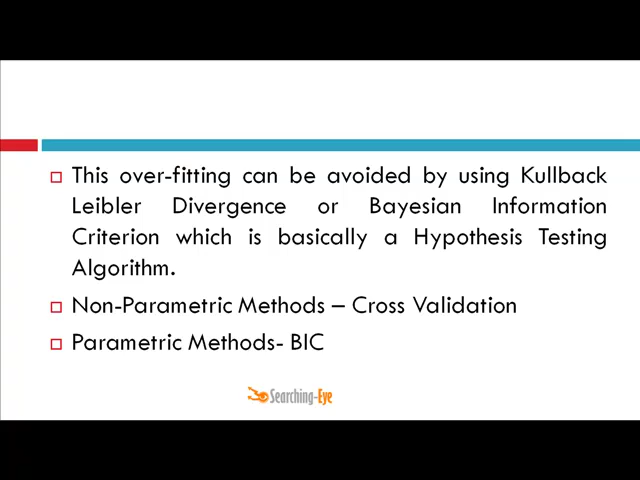 This over-fitting can be avoided by using Kullback
Leibler Divergence or Bayesian Information
Criterion which is basically a Hypothesis Testing
Algorithm.
Non-Parametric Methods – Cross Validation
Parametric Methods- BIC
Searching-Eye